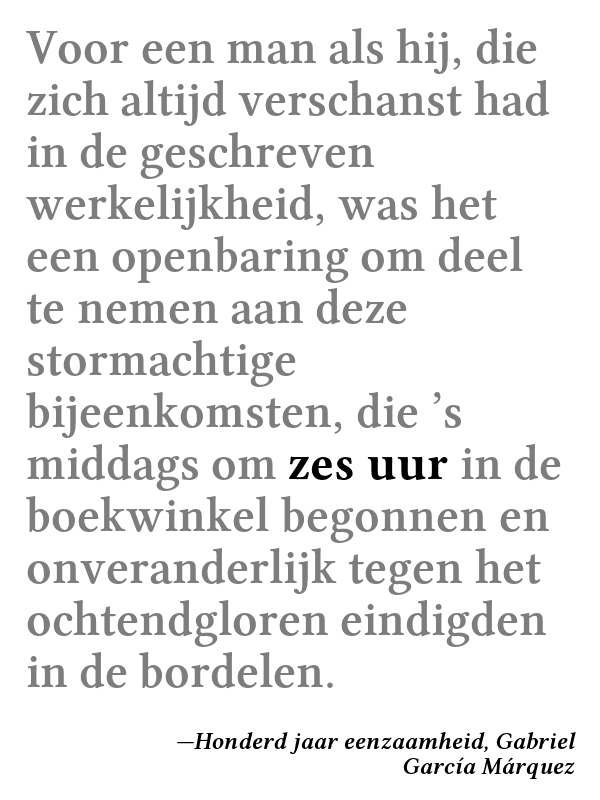 Voor een man als hij, die
zich altijd verschanst had
in de geschreven
werkelijkheid, was het
een openbaring om deel
te nemen aan deze
stormachtige
bijeenkomsten, die ’s
middags om zes uur in de
boekwinkel begonnen en
onveranderlijk tegen het
ochtendgloren eindigden
in de bordelen.
—Honderd jaar eenzaamheid, Gabriel
García Márquez